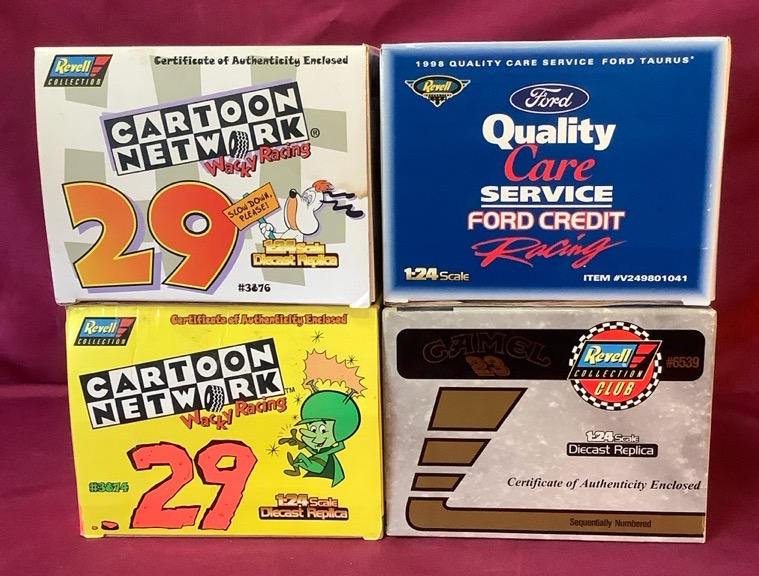 Revell
COLLECTION
Certificate of Authenticity Enclosed
CARTOON
NETWORK®
Wacky Racing
29
SLOW DOWN,
PLEASE!
1:24 Scale
Diecast Replica
#3876
1998 QUALITY CARE SERVICE FORD TAURUS*
Revell
Ford
Quality
Care
SERVICE
FORD CREDIT
Racing
1:24 Scale
ITEM #V249801041
Revell
COLLECTION
Certificate of Authenticity Enclosed
CARTOON
NETWORK™
Wacky Racing
#3874
29
1:24 Scale
Diecast Replica
CAMEL
23
Revell
COLLECTION
CLUB
#6539
1:24 Scale
Diecast Replica
Certificate of Authenticity Enclosed
Sequentially Numbered